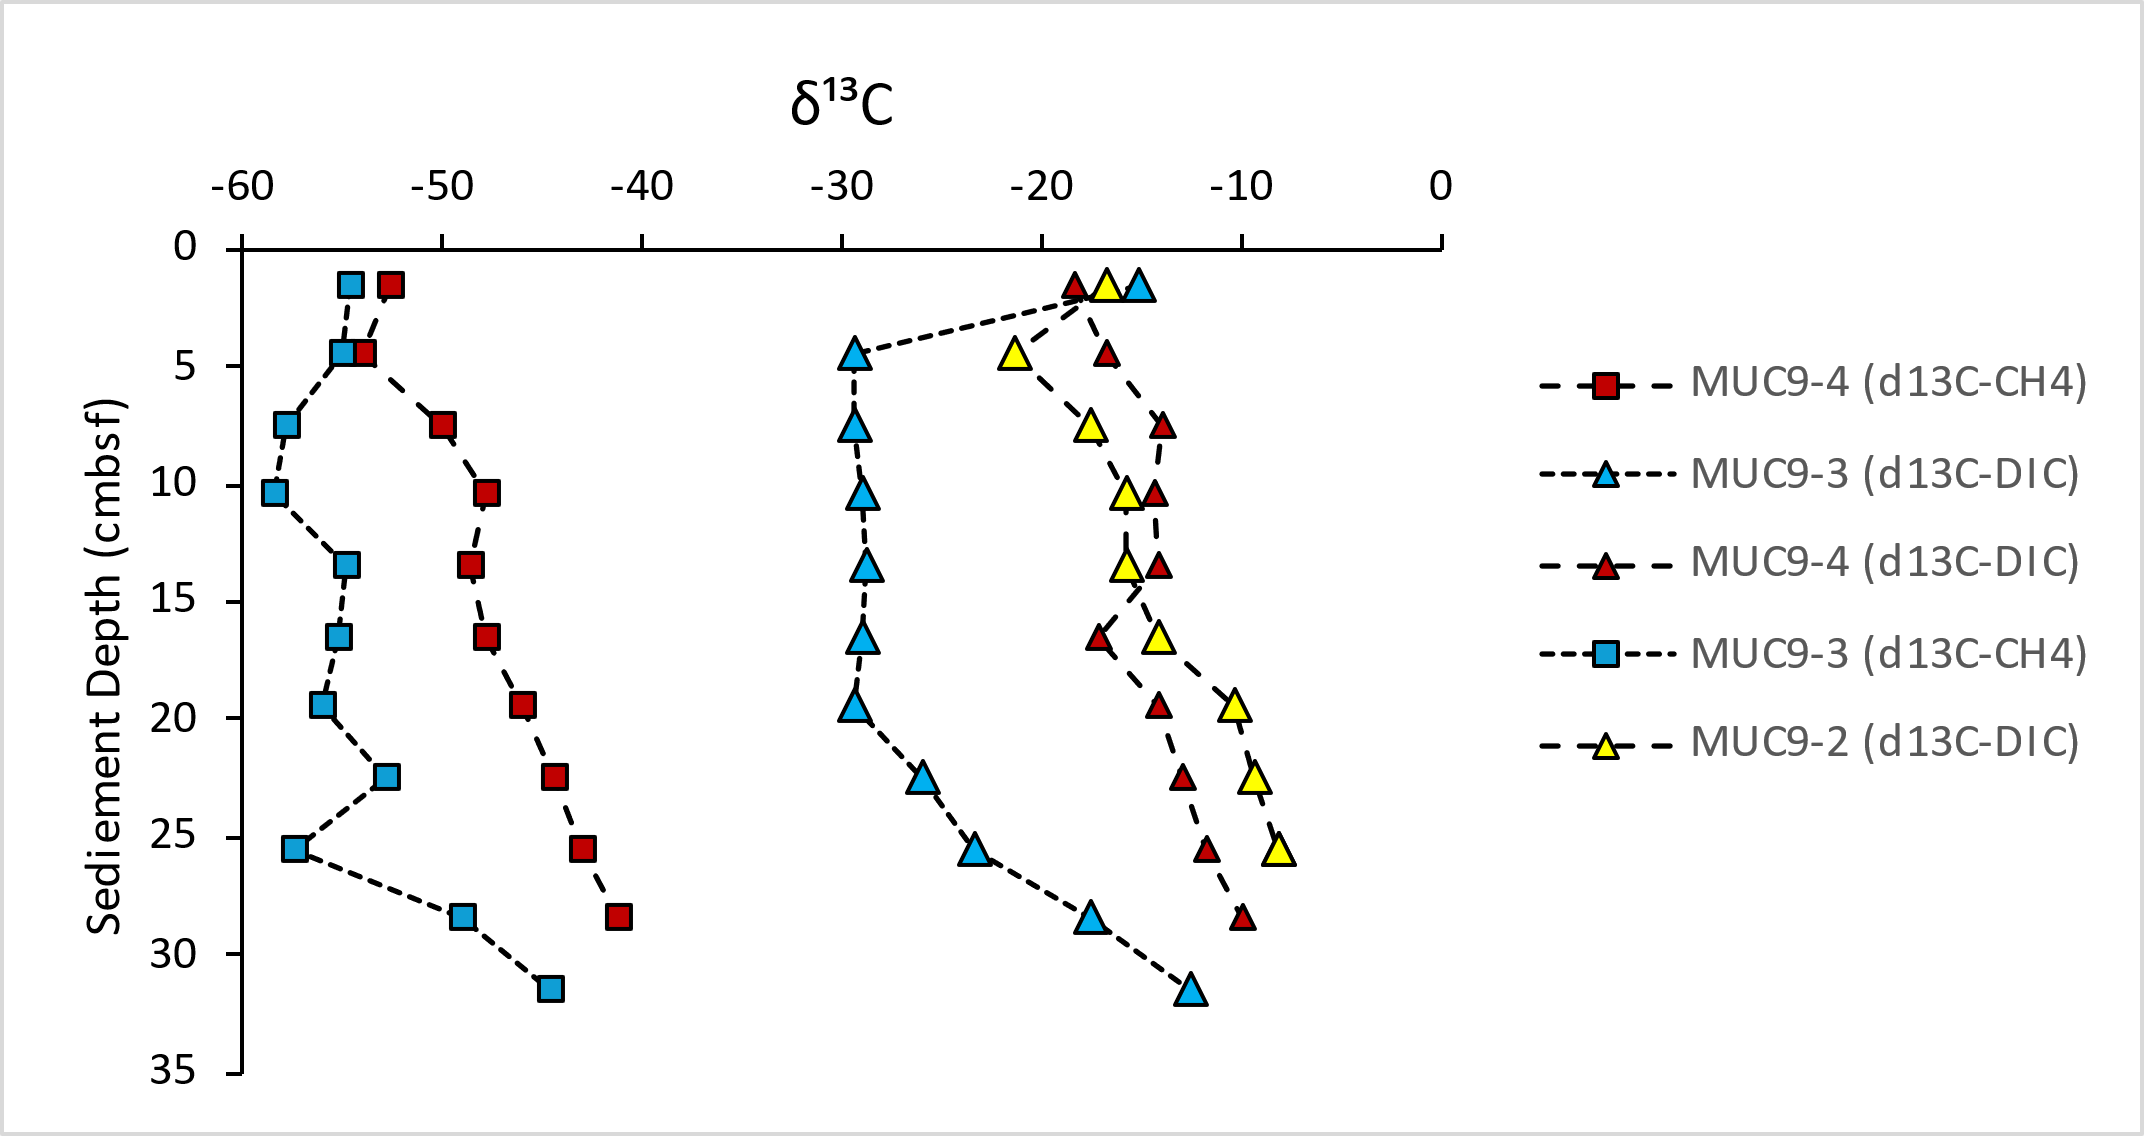 δ¹³C
-60 -50 -40 -30 -20 -10 0
0
5
10
15
20
25
30
35
Sediement Depth (cmbsf)
MUC9-4 (d13C-CH4)
MUC9-3 (d13C-DIC)
MUC9-4 (d13C-DIC)
MUC9-3 (d13C-CH4)
MUC9-2 (d13C-DIC)